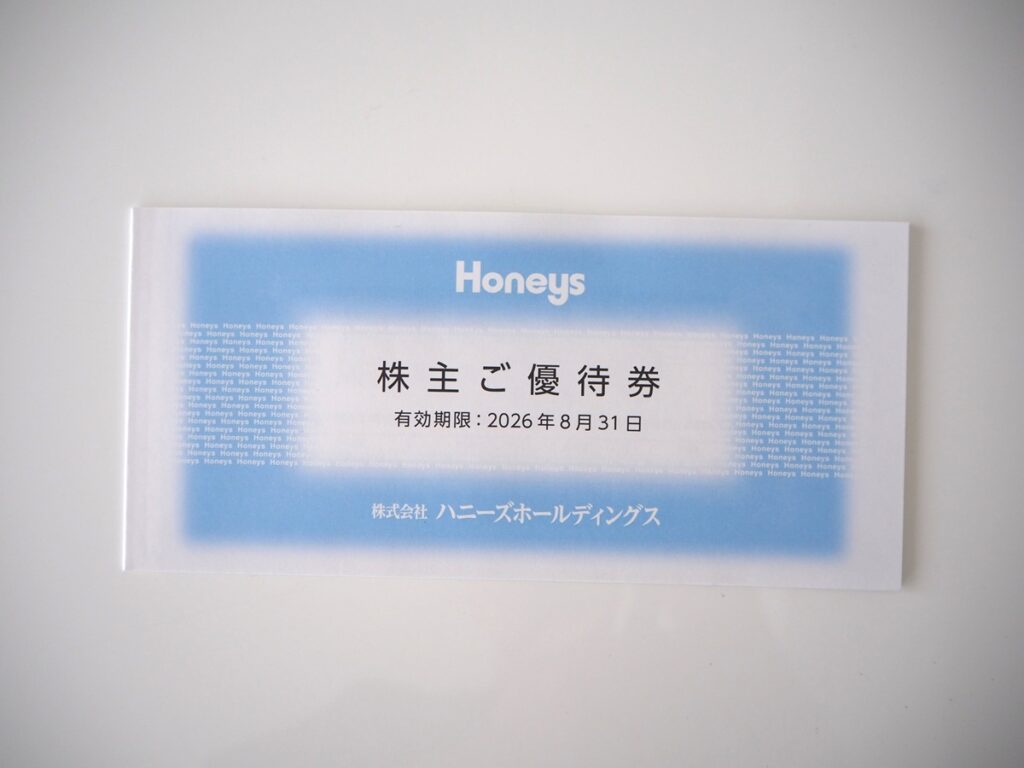 Honeys
株主ご優待券
有効期限：2026年8月31日
株式会社 ハニーズホールディングス